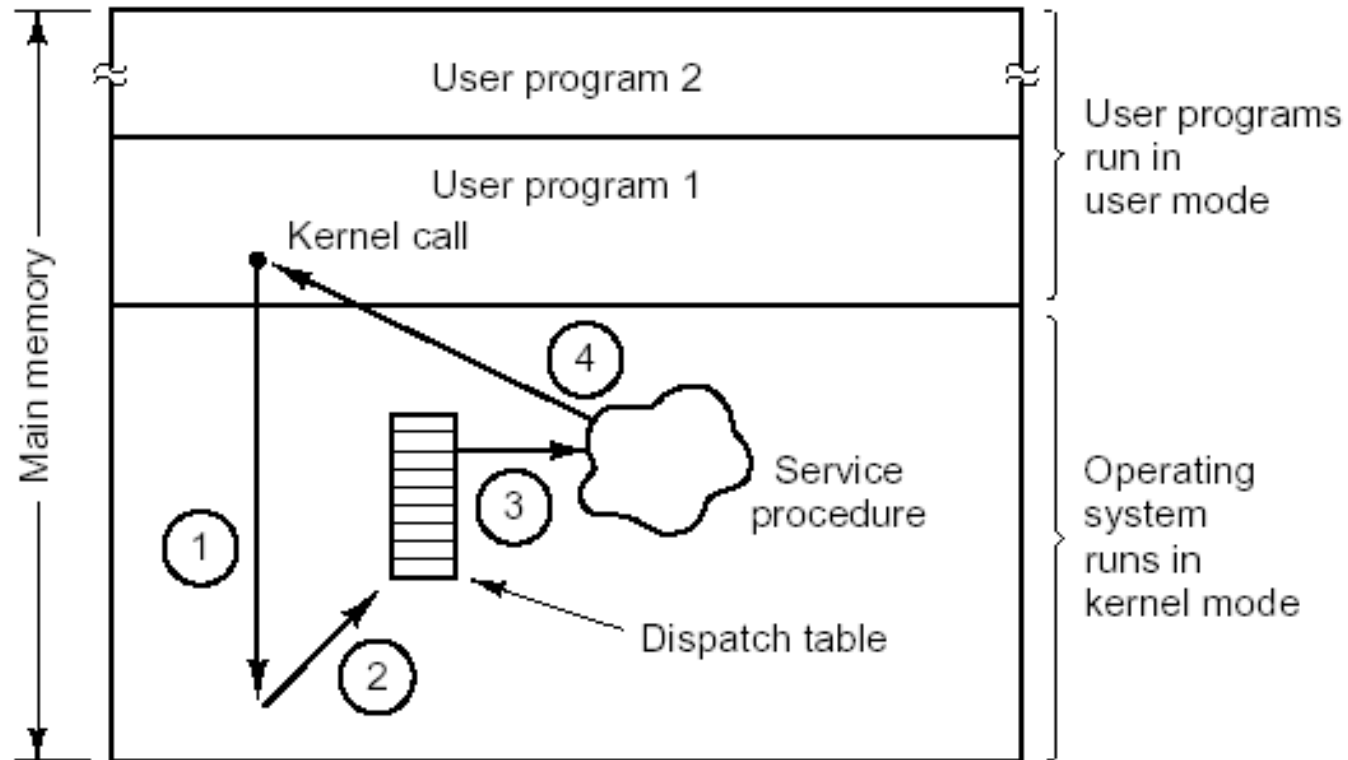 User program 2
User programs
run in
user mode
User program 1
Kernel call
Main memory
4
Service
procedure
3
1
Operating
system
runs in
kernel mode
Dispatch table
2